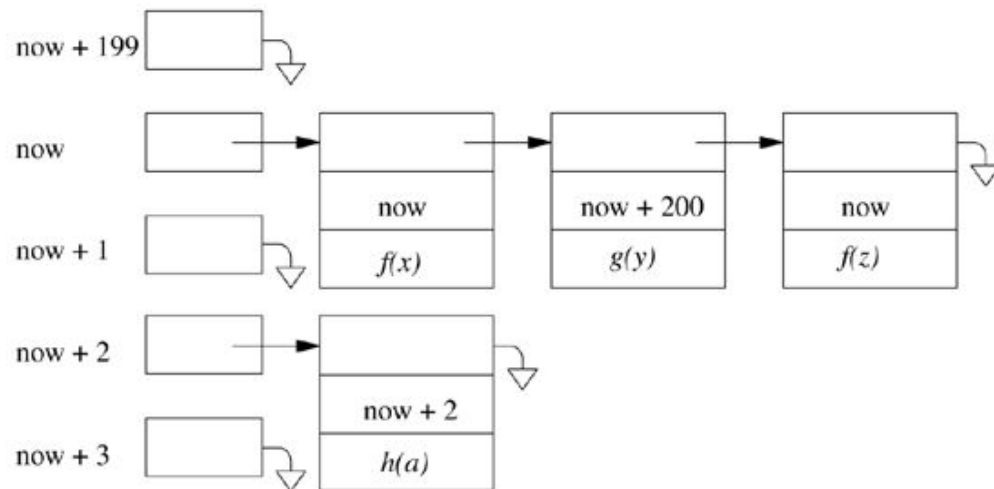 now + 199
now
now
now + 200
now
now + 1
f(x)
g(y)
f(z)
now + 2
now + 2
now + 3
h(a)